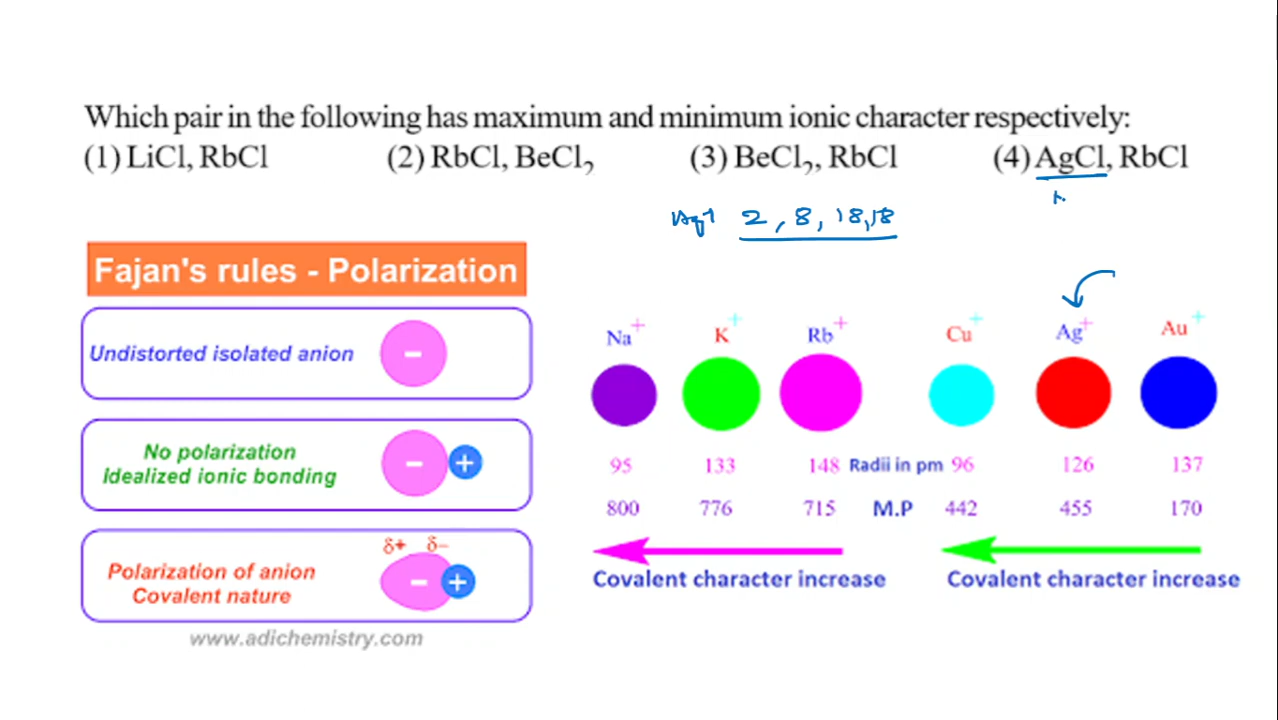 Which pair in the following has maximum and minimum ionic character respectively:
(1) LiCl, RbCl (2) RbCl, BeCl₂ (3) BeCl₂, RbCl (4) AgCl, RbCl
Ag⁺ 2, 8, 18, 18
Fajan's rules - Polarization
Undistorted isolated anion −
No polarization
Idealized ionic bonding − +
δ+ δ−
Polarization of anion
Covalent nature − +
www.adichemistry.com
Na⁺ K⁺ Rb⁺ Cu⁺ Ag⁺ Au⁺
95 133 148 Radii in pm 96 126 137
800 776 715 M.P 442 455 170
Covalent character increase Covalent character increase